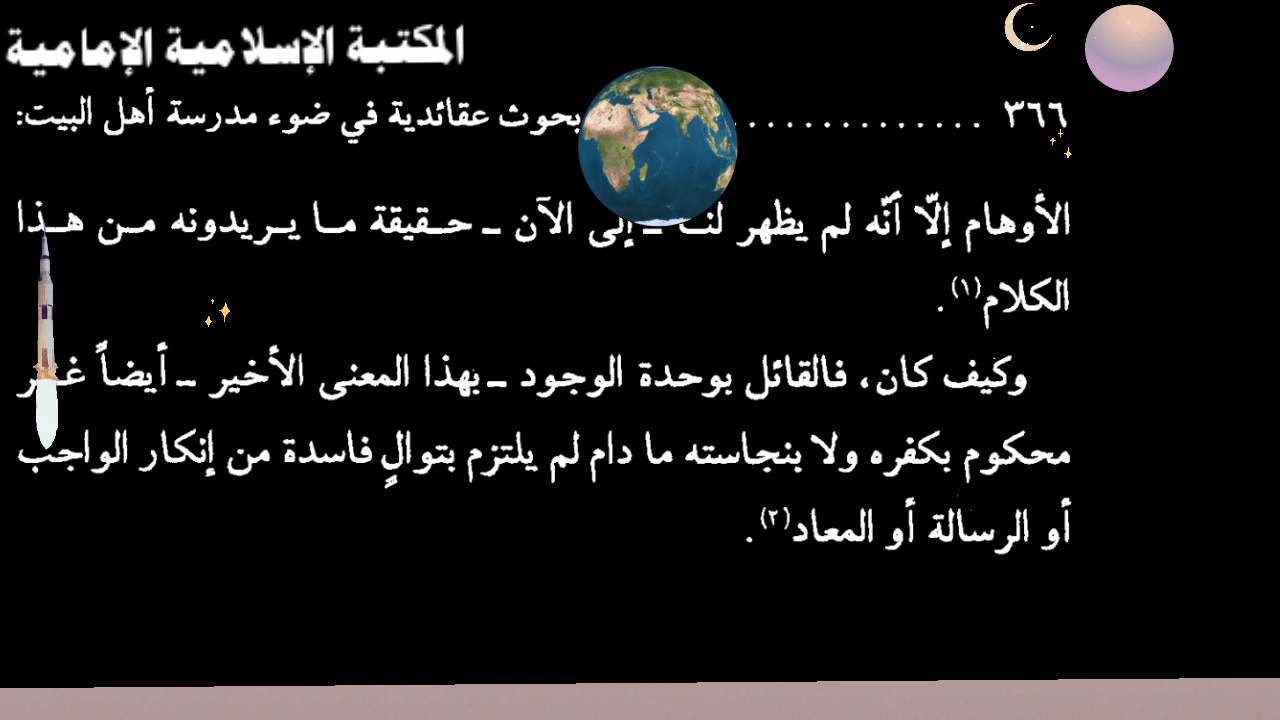 المكتبة الإسلامية الإمامية
٣٦٦ .............. بحوث عقائدية في ضوء مدرسة أهل البيت:
الأوهام إلّا أنّه لم يظهر لنا ـ إلى الآن ـ حقيقة ما يريدونه من هذا
الكلام(١).
وكيف كان، فالقائل بوحدة الوجود ـ بهذا المعنى الأخير ـ أيضاً غير
محكوم بكفره ولا بنجاسته ما دام لم يلتزم بتوالٍ فاسدة من إنكار الواجب
أو الرسالة أو المعاد(٢).